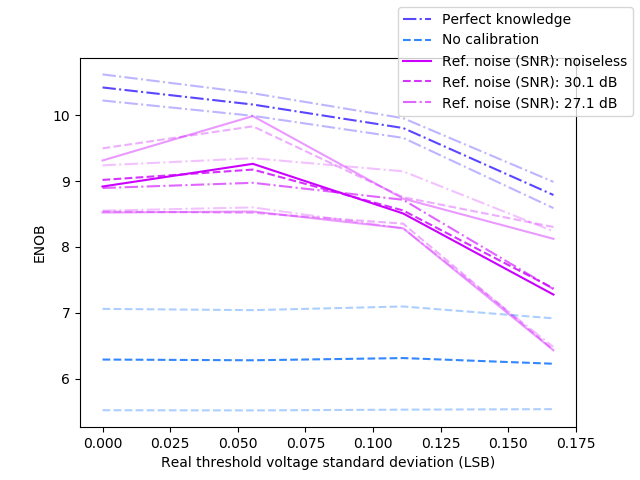 Perfect knowledge
No calibration
Ref. noise (SNR): noiseless
Ref. noise (SNR): 30.1 dB
Ref. noise (SNR): 27.1 dB
10
9
8
7
6
ENOB
0.000 0.025 0.050 0.075 0.100 0.125 0.150 0.175
Real threshold voltage standard deviation (LSB)